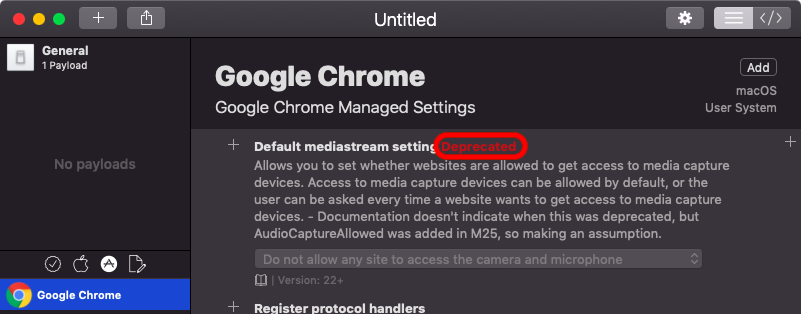 Untitled
General
1 Payload
No payloads
Google Chrome
Google Chrome
Add
Google Chrome Managed Settings
macOS
User System
Default mediastream setting Deprecated
Allows you to set whether websites are allowed to get access to media capture
devices. Access to media capture devices can be allowed by default, or the
user can be asked every time a website wants to get access to media capture
devices. - Documentation doesn't indicate when this was deprecated, but
AudioCaptureAllowed was added in M25, so making an assumption.
Do not allow any site to access the camera and microphone
| Version: 22+
Register protocol handlers